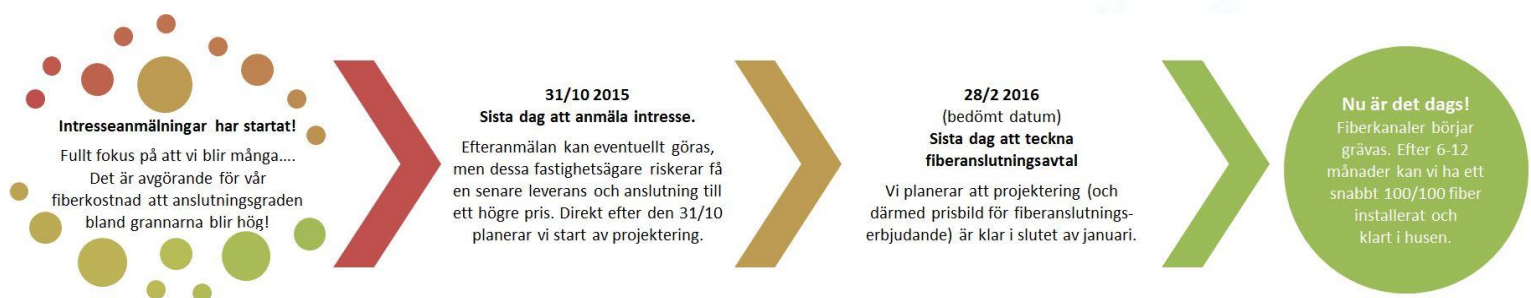 Intresseanmälningar har startat!
Fullt fokus på att vi blir många....
Det är avgörande för vår
fiberkostnad att anslutningsgraden
bland grannarna blir hög!
31/10 2015
Sista dag att anmäla intresse.
Efteranmälan kan eventuellt göras,
men dessa fastighetsägare riskerar få
en senare leverans och anslutning till
ett högre pris. Direkt efter den 31/10
planerar vi start av projektering.
28/2 2016
(bedömt datum)
Sista dag att teckna
fiberanslutningsavtal
Vi planerar att projektering (och
därmed prisbild för fiberanslutnings-
erbjudande) är klar i slutet av januari.
Nu är det dags!
Fiberkanaler börjar
grävas. Efter 6-12
månader kan vi ha ett
snabbt 100/100 fiber
installerat och
klart i husen.